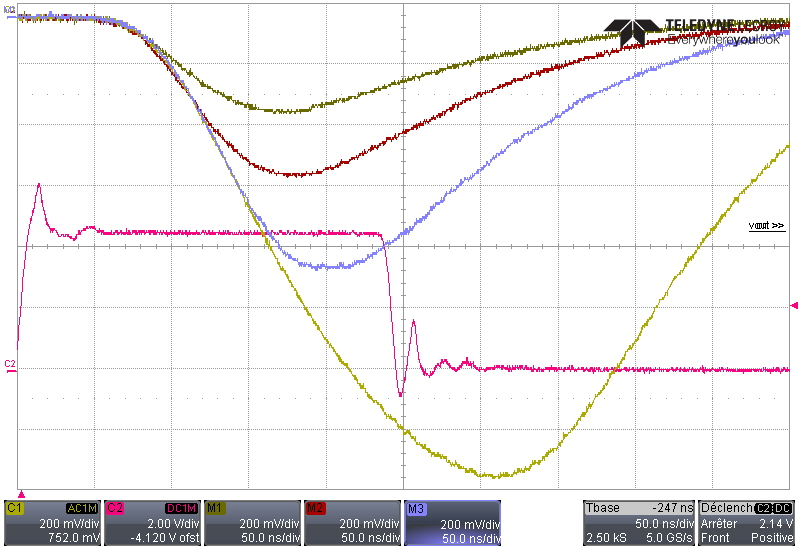 TELEDYNE LECROY
Everywhereyoulook
vout >>
C2
C1 AC1M
200 mV/div
752.0 mV
C2 DC1M
2.00 V/div
-4.120 V ofst
M1
200 mV/div
50.0 ns/div
M2
200 mV/div
50.0 ns/div
M3
200 mV/div
50.0 ns/div
Tbase -247 ns
50.0 ns/div
2.50 kS 5.0 GS/s
Déclench C2 DC
Arrêter 2.14 V
Front Positive